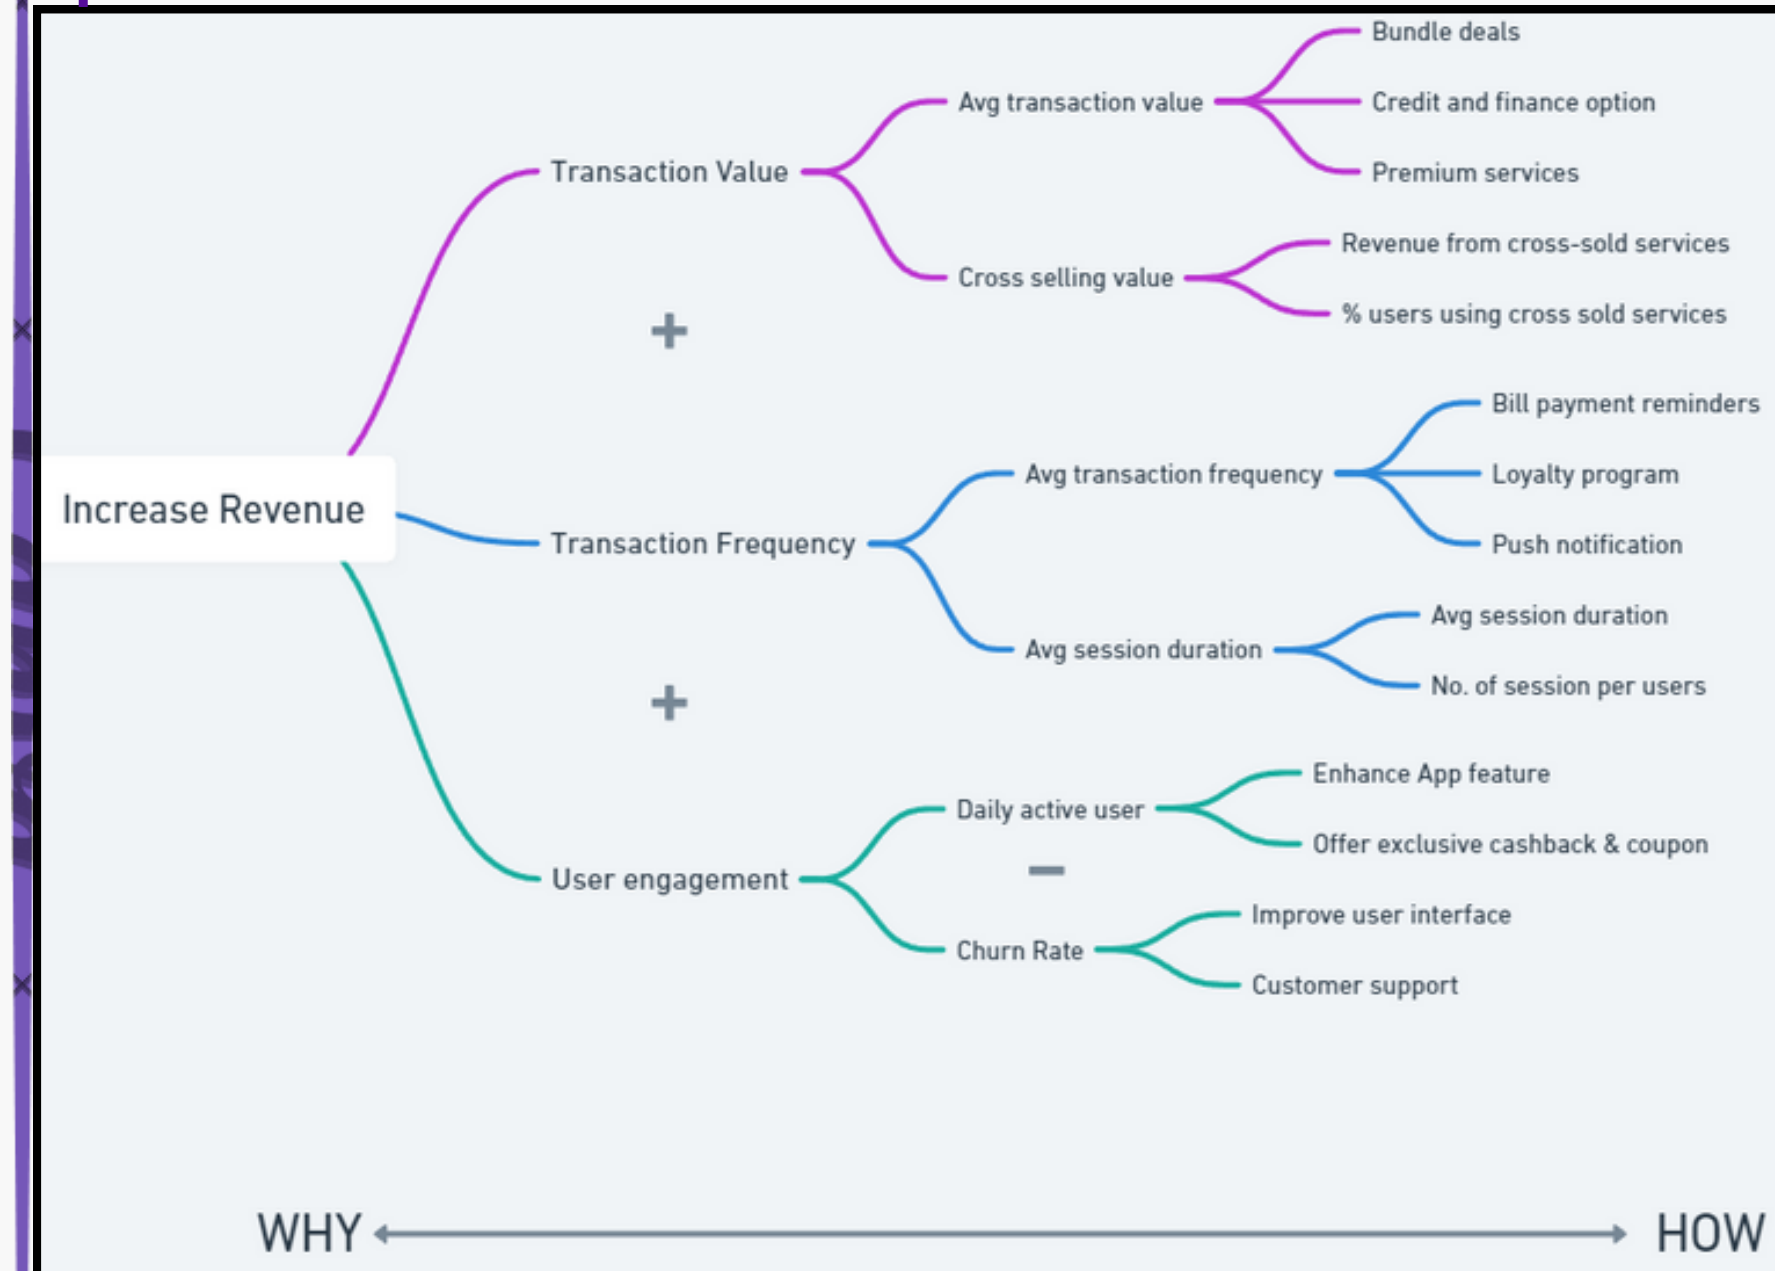 Increase Revenue
Transaction Value
Avg transaction value
Bundle deals
Credit and finance option
Premium services
Cross selling value
Revenue from cross-sold services
% users using cross sold services
+
Transaction Frequency
Avg transaction frequency
Bill payment reminders
Loyalty program
Push notification
Avg session duration
Avg session duration
No. of session per users
+
User engagement
Daily active user
Enhance App feature
Offer exclusive cashback & coupon
−
Churn Rate
Improve user interface
Customer support
WHY
HOW